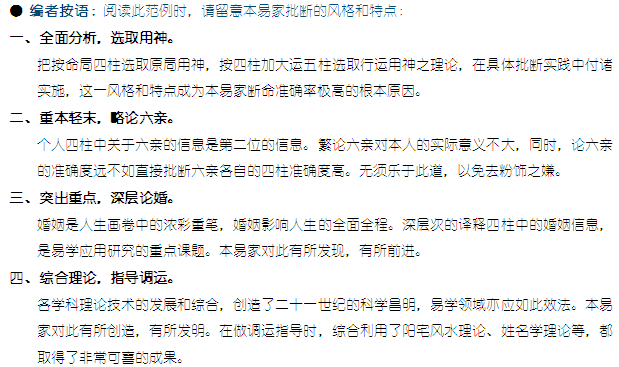 ● 编者按语：阅读此范例时，请留意本易家批断的风格和特点：
一、全面分析，选取用神。
把按命局四柱选取原局用神，按四柱加大运五柱选取行运用神之理论，在具体批断实践中付诸
实施，这一风格和特点成为本易家断命准确率极高的根本原因。
二、重本轻末，略论六亲。
个人四柱中关于六亲的信息是第二位的信息。繁论六亲对本人的实际意义不大，同时，论六亲
的准确度远不如直接批断六亲各自的四柱准确度高。无须乐于此道，以免去粉饰之嫌。
三、突出重点，深层论婚。
婚姻是人生画卷中的浓彩重笔，婚姻影响人生的全面全程。深层次的译释四柱中的婚姻信息，
是易学应用研究的重点课题。本易家对此有所发现，有所前进。
四、综合理论，指导调运。
各学科理论技术的发展和综合，创造了二十一世纪的科学昌明，易学领域亦应如此效法。本易
家对此有所创造，有所发明。在做调运指导时，综合利用了阳宅风水理论、姓名学理论等，都
取得了非常可喜的成果。